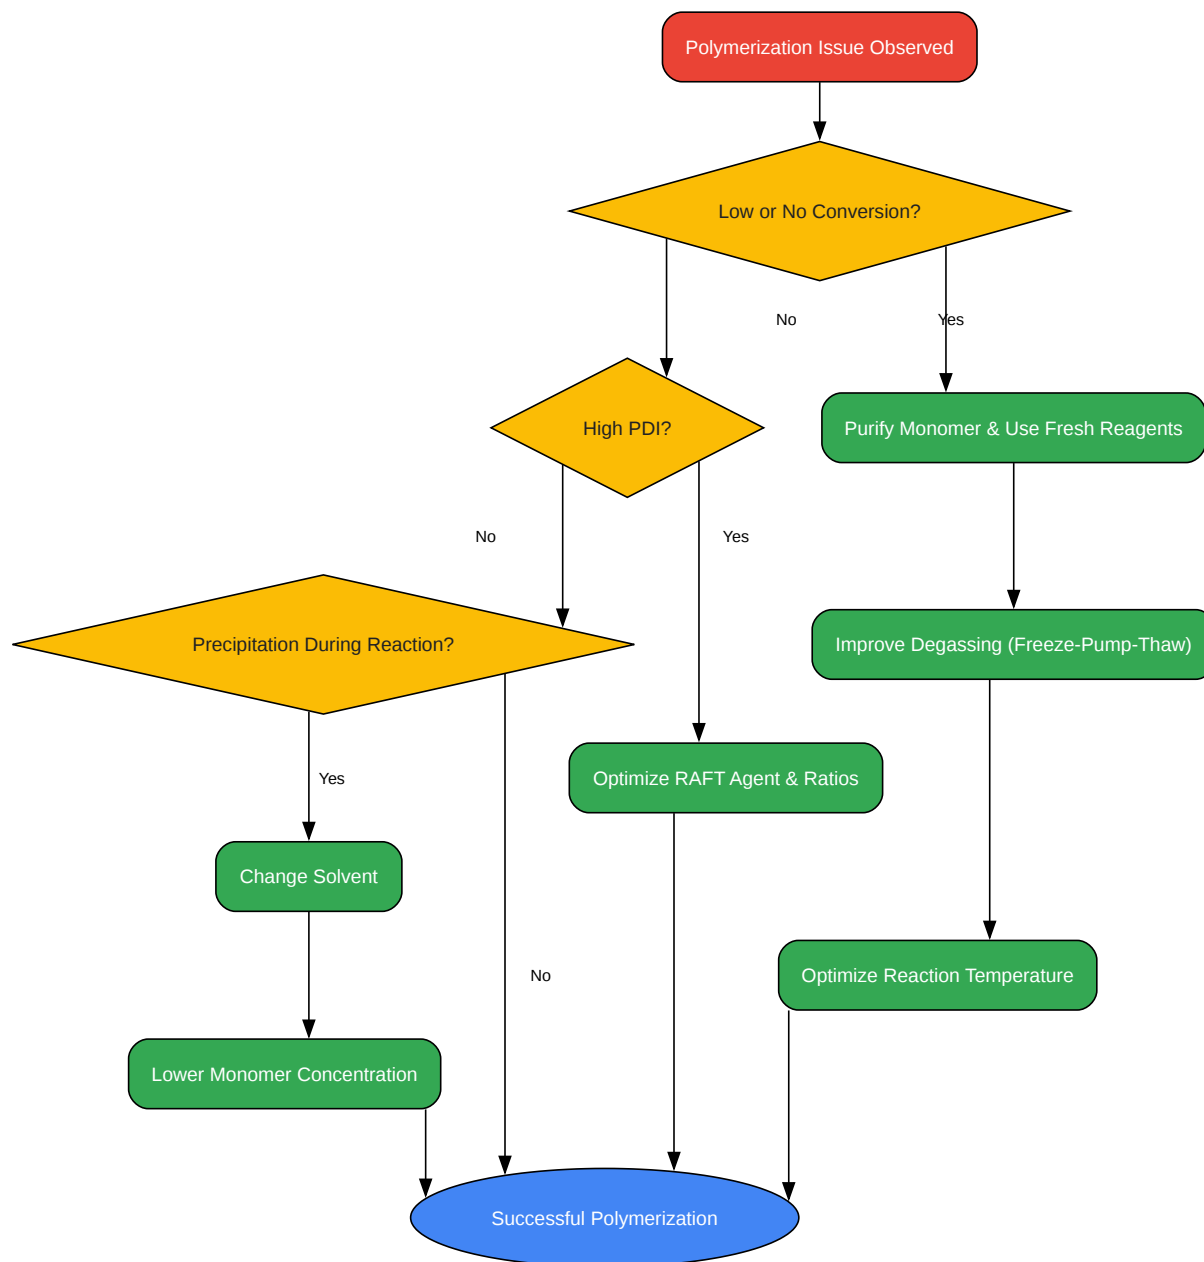 Polymerization Issue Observed
Low or No Conversion?
No
Yes
High PDI?
Purify Monomer & Use Fresh Reagents
No
Yes
Precipitation During Reaction?
Improve Degassing (Freeze-Pump-Thaw)
Yes
Optimize RAFT Agent & Ratios
Change Solvent
No
Optimize Reaction Temperature
Lower Monomer Concentration
Successful Polymerization